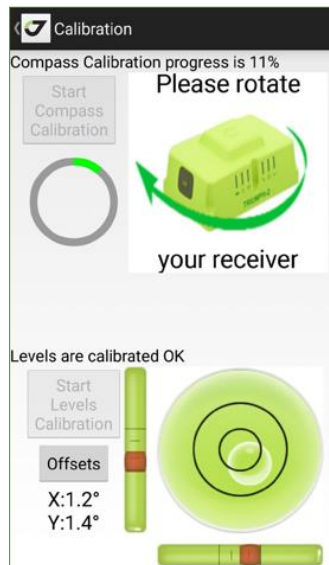 Calibration
Compass Calibration progress is 11%
Start
Compass
Calibration
Please rotate
your receiver
Levels are calibrated OK
Start
Levels
Calibration
Offsets
X:1.2°
Y:1.4°